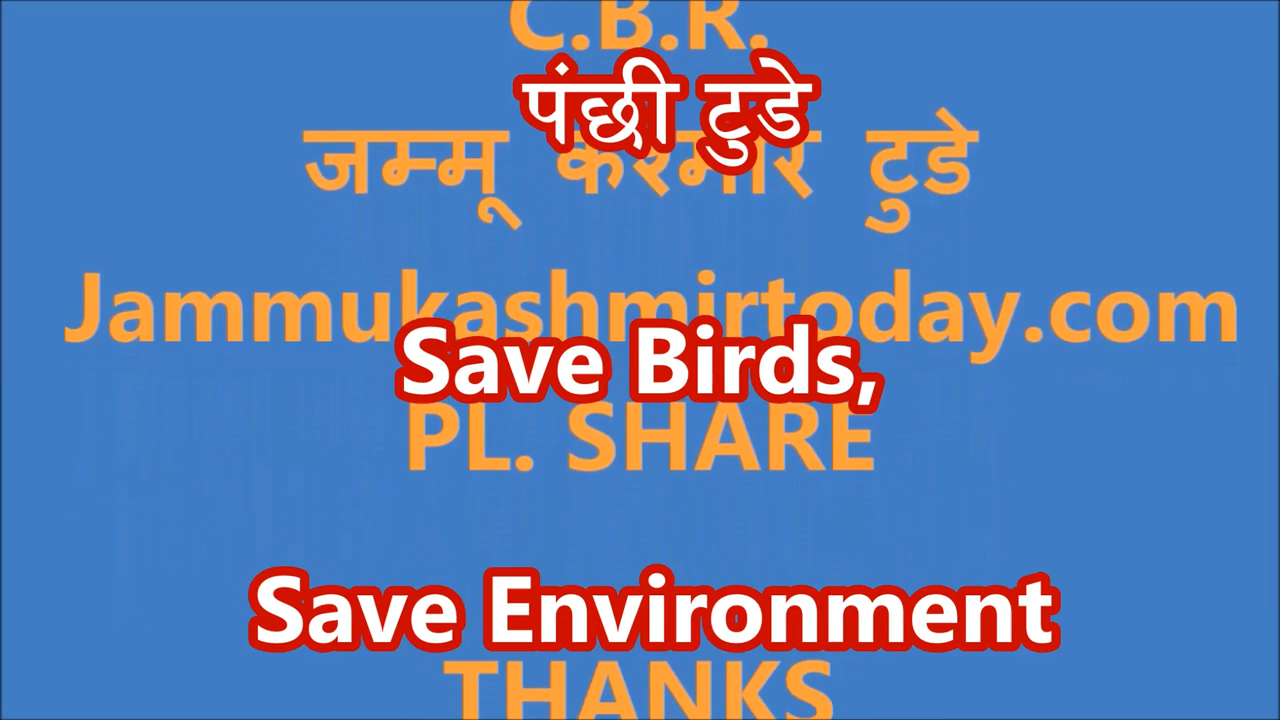 C.B.R.
पंछी टुडे
जम्मू कश्मीर टुडे
Jammukashmirtoday.com
Save Birds,
PL. SHARE
Save Environment
THANKS